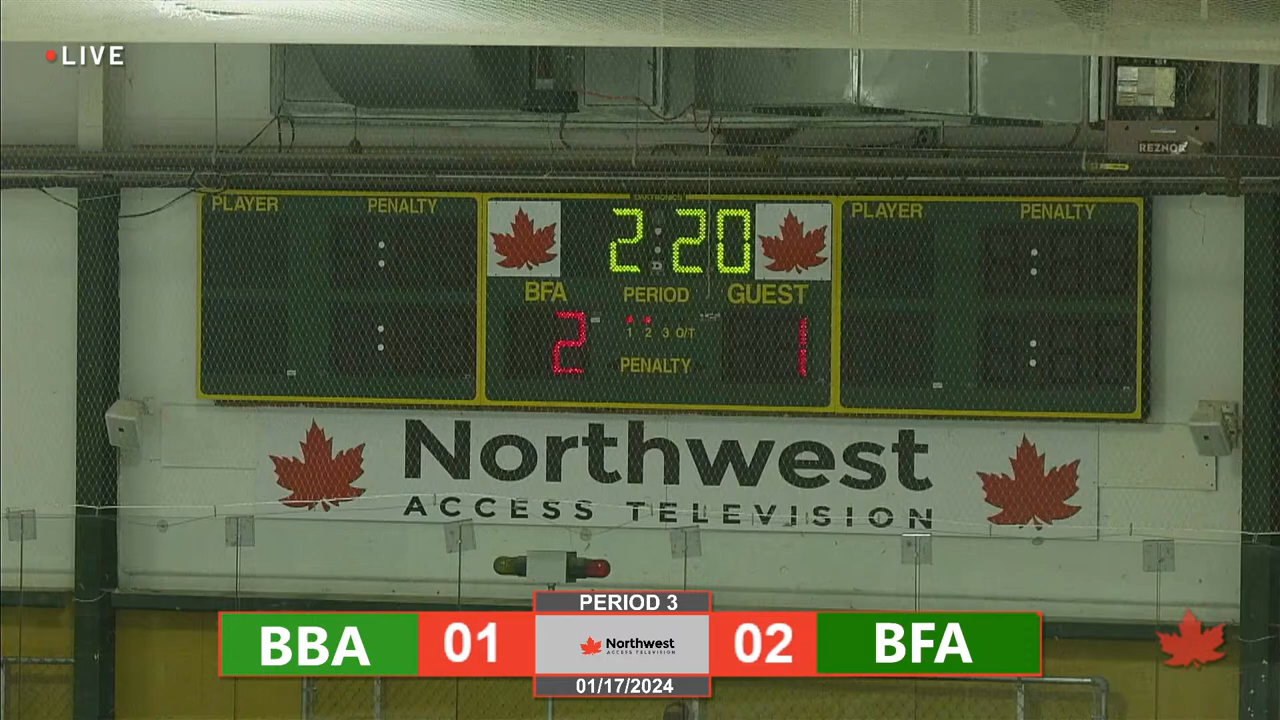 LIVE
REZNOR
PLAYER PENALTY
DAKTRONICS
2:20
PLAYER PENALTY
BFA PERIOD GUEST
2 1 2 3 O/T 1
PENALTY
Northwest
ACCESS TELEVISION
PERIOD 3
BBA 01 Northwest 02 BFA
ACCESS TELEVISION
01/17/2024